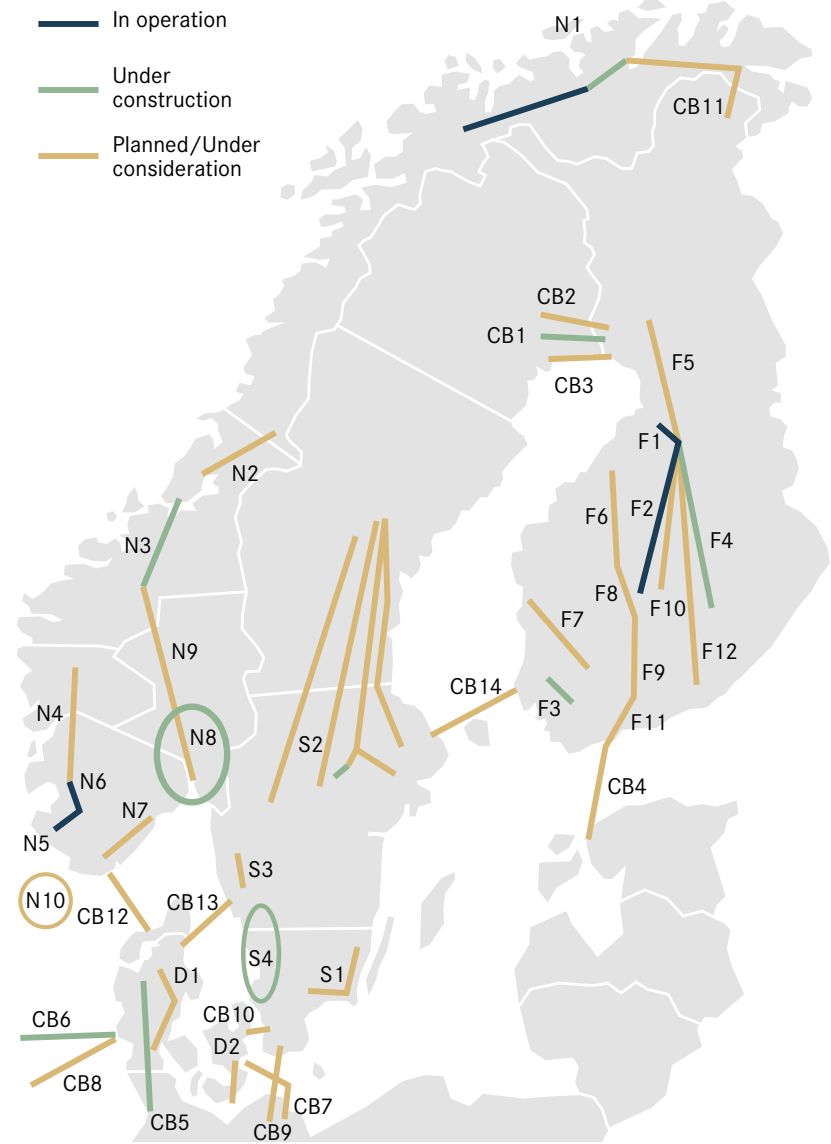 In operation
Under
construction
Planned/Under
consideration
N1
CB11
CB2
CB1
CB3
F5
F1
N2
F2
F6
F4
N3
F8
F10
F7
N9
F12
F9
CB14
N4
F3
F11
N8
S2
N6
CB4
N7
N5
S3
N10
CB13
CB12
S4
D1
S1
CB10
CB6
D2
CB8
CB7
CB5
CB9